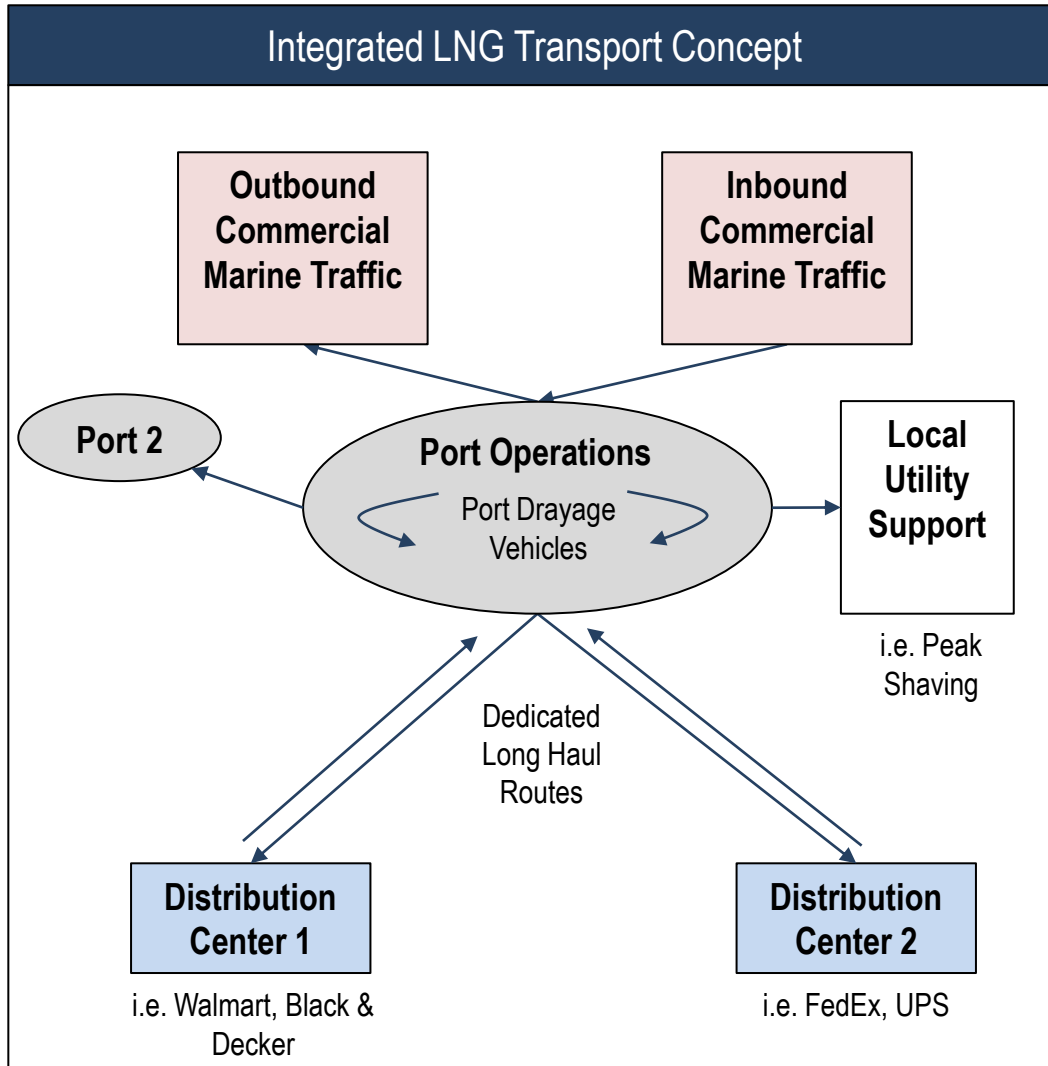 Integrated LNG Transport Concept
Outbound
Commercial
Marine Traffic
Inbound
Commercial
Marine Traffic
Port 2
Port Operations
Port Drayage
Vehicles
Local
Utility
Support
i.e. Peak
Shaving
Dedicated
Long Haul
Routes
Distribution
Center 1
i.e. Walmart, Black &
Decker
Distribution
Center 2
i.e. FedEx, UPS